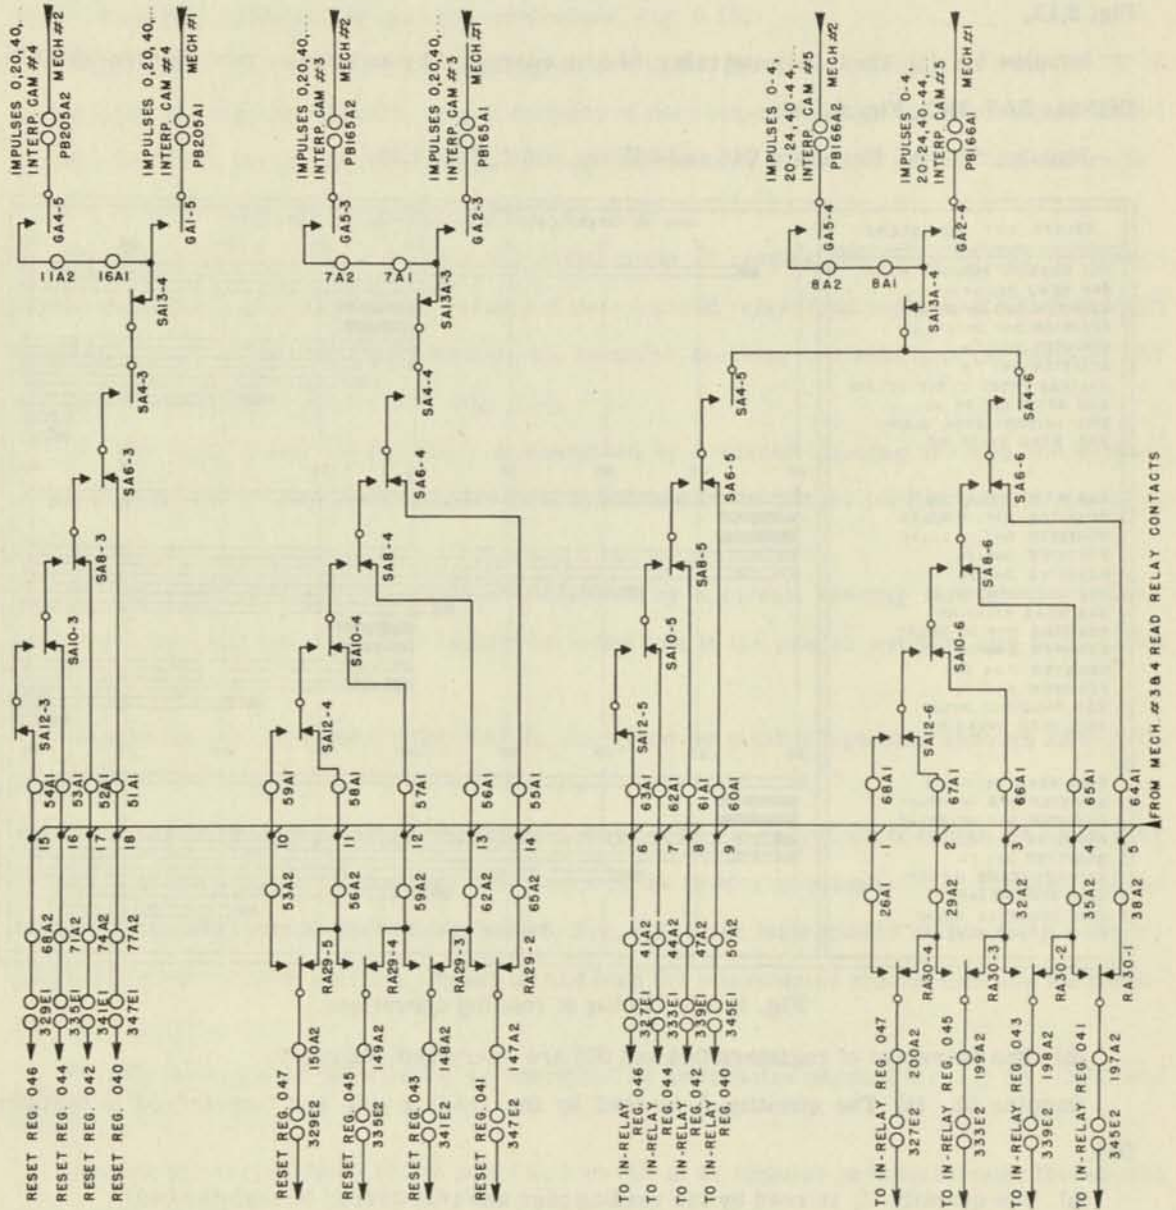 IMPULSES 0,20,40,...
INTERP. CAM #4
PB205A2 MECH #2
IMPULSES 0,20,40,...
INTERP. CAM #4
PB205A1 MECH #1
IMPULSES 0,20,40,...
INTERP. CAM #3
PB165A2 MECH #2
IMPULSES 0,20,40,...
INTERP. CAM #3
PB165A1 MECH #1
IMPULSES 0-4,
20-24, 40-44,...
INTERP. CAM #5
PB166A2 MECH #2
IMPULSES 0-4,
20-24, 40-44,...
INTERP. CAM #5
PB166A1 MECH #1
GA4-5
GA1-5
GA5-3
GA2-3
GA5-4
GA2-4
11A2 16A1
7A2 7A1
8A2 8A1
SA13-4
SA13A-3
SA13A-4
SA4-3
SA4-4
SA4-5
SA4-6
SA6-3
SA6-4
SA6-5
SA6-6
SA8-3
SA8-4
SA8-5
SA8-6
SA10-3
SA10-4
SA10-5
SA10-6
SA12-3
SA12-4
SA12-5
SA12-6
54A1
53A1
52A1
51A1
59A1
58A1
57A1
56A1
55A1
63A1
62A1
61A1
60A1
68A1
67A1
66A1
65A1
64A1
15
16
17
18
10
11
12
13
14
6
7
8
9
1
2
3
4
5
FROM MECH. #3&4 READ RELAY CONTACTS
68A2
71A2
74A2
77A2
53A2
56A2
59A2
62A2
65A2
41A2
44A2
47A2
50A2
26A1
29A2
32A2
35A2
38A2
RA29-5
RA29-4
RA29-3
RA29-2
RA30-4
RA30-3
RA30-2
RA30-1
RESET REG. 046 329E1
RESET REG. 044 335E1
RESET REG. 042 341E1
RESET REG. 040 347E1
RESET REG. 047 329E2 150A2
RESET REG. 045 335E2 149A2
RESET REG. 043 341E2 148A2
RESET REG. 041 347E2 147A2
TO IN-RELAY REG. 046 327E1
TO IN-RELAY REG. 044 333E1
TO IN-RELAY REG. 042 339E1
TO IN-RELAY REG. 040 345E1
TO IN-RELAY REG. 047 327E2 200A2
TO IN-RELAY REG. 045 333E2 199A2
TO IN-RELAY REG. 043 339E2 198A2
TO IN-RELAY REG. 041 345E2 197A2